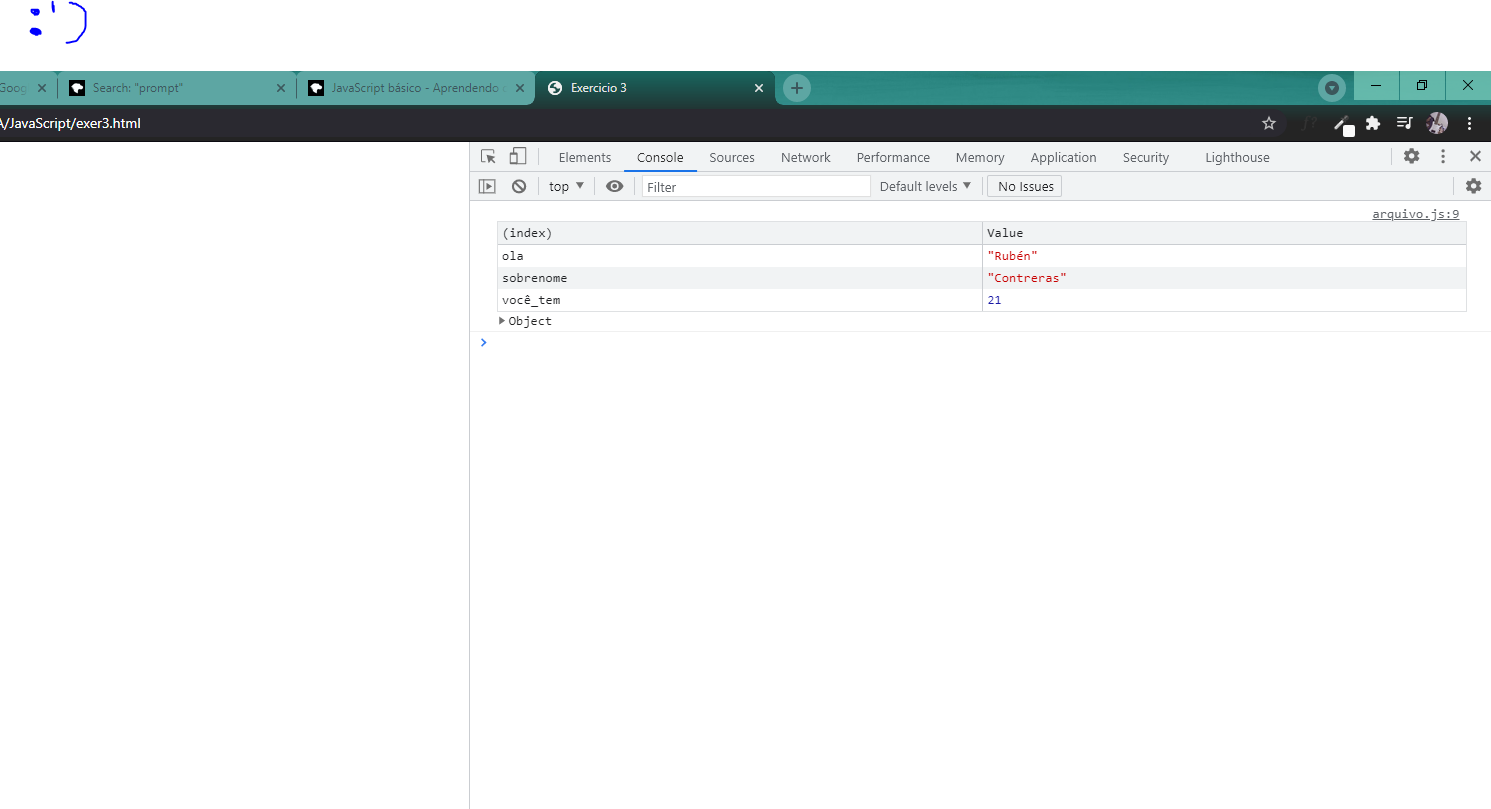 :')
Goog Search: "prompt" JavaScript básico - Aprendendo Exercicio 3
/JavaScript/exer3.html
Elements Console Sources Network Performance Memory Application Security Lighthouse
top Filter Default levels No Issues
arquivo.js:9
(index) Value
ola "Rubén"
sobrenome "Contreras"
você_tem 21
Object